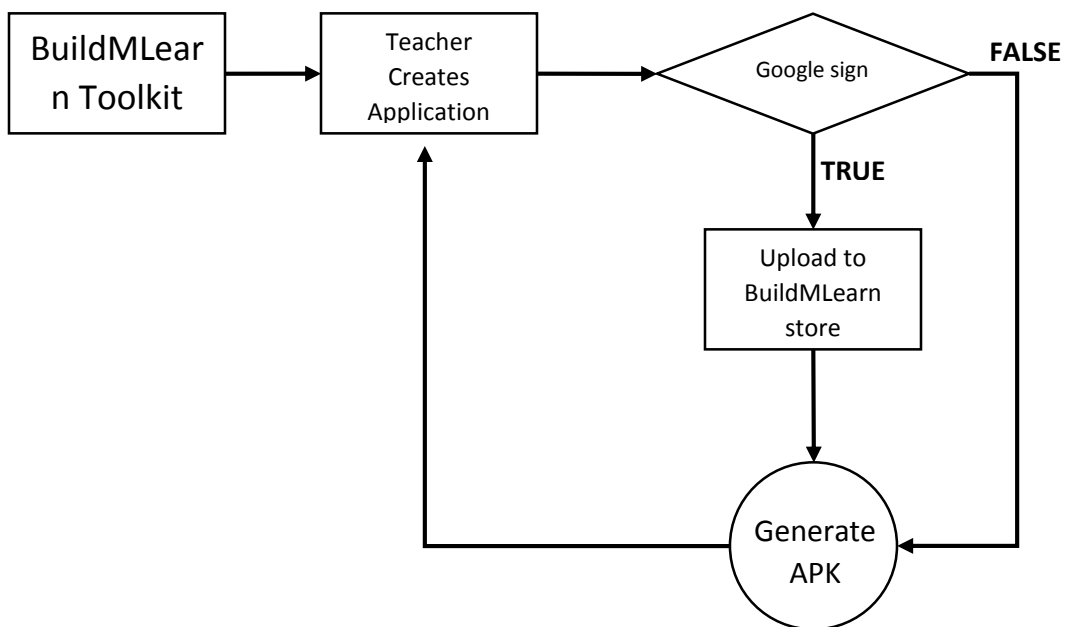 BuildMLear
n Toolkit
Teacher
Creates
Application
Google sign
FALSE
TRUE
Upload to
BuildMLearn
store
Generate
APK